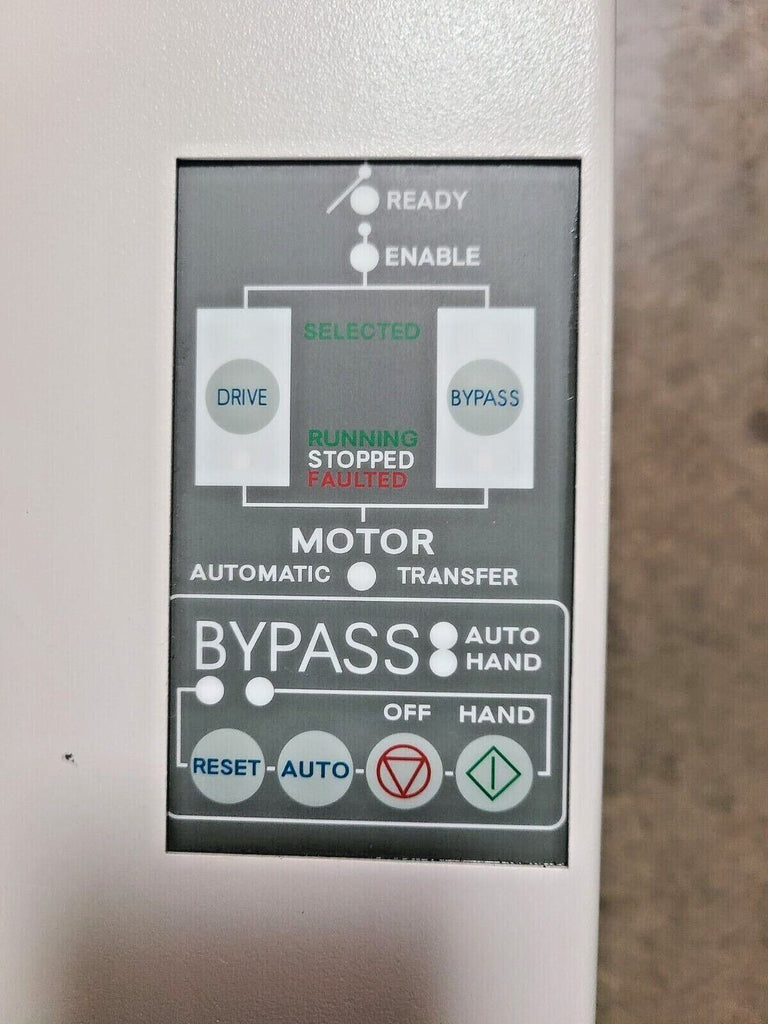 READY
ENABLE
SELECTED
DRIVE
BYPASS
RUNNING
STOPPED
FAULTED
MOTOR
AUTOMATIC TRANSFER
BYPASS
AUTO
HAND
OFF HAND
RESET AUTO